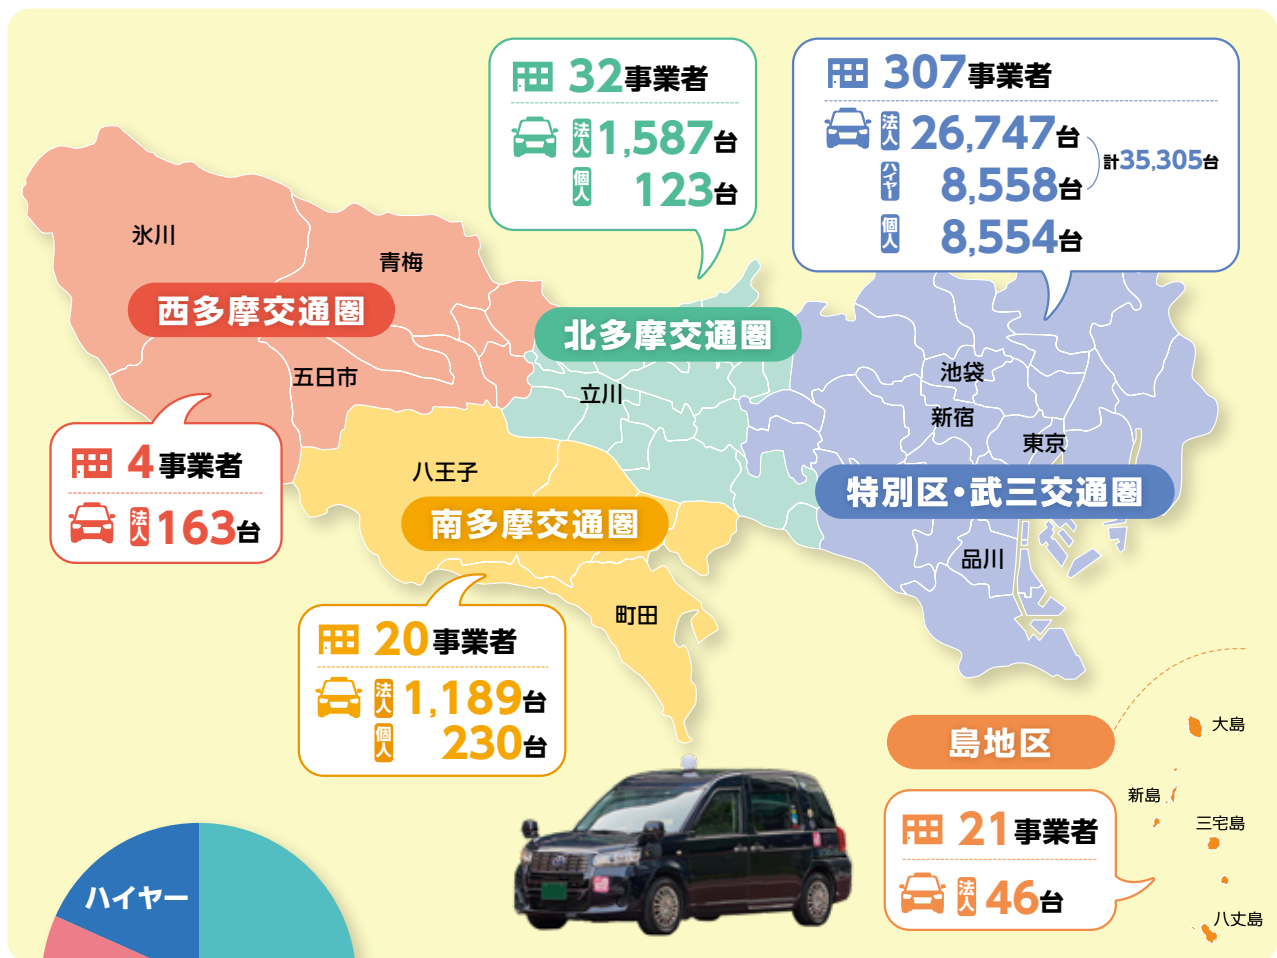 32事業者
法人 1,587台
個人 123台
307事業者
法人 26,747台
ハイヤー 8,558台
計35,305台
個人 8,554台
氷川
青梅
西多摩交通圏
北多摩交通圏
五日市
立川
池袋
新宿
東京
4事業者
法人 163台
八王子
南多摩交通圏
特別区・武三交通圏
品川
町田
20事業者
法人 1,189台
個人 230台
島地区
大島
新島
三宅島
八丈島
21事業者
法人 46台
ハイヤー